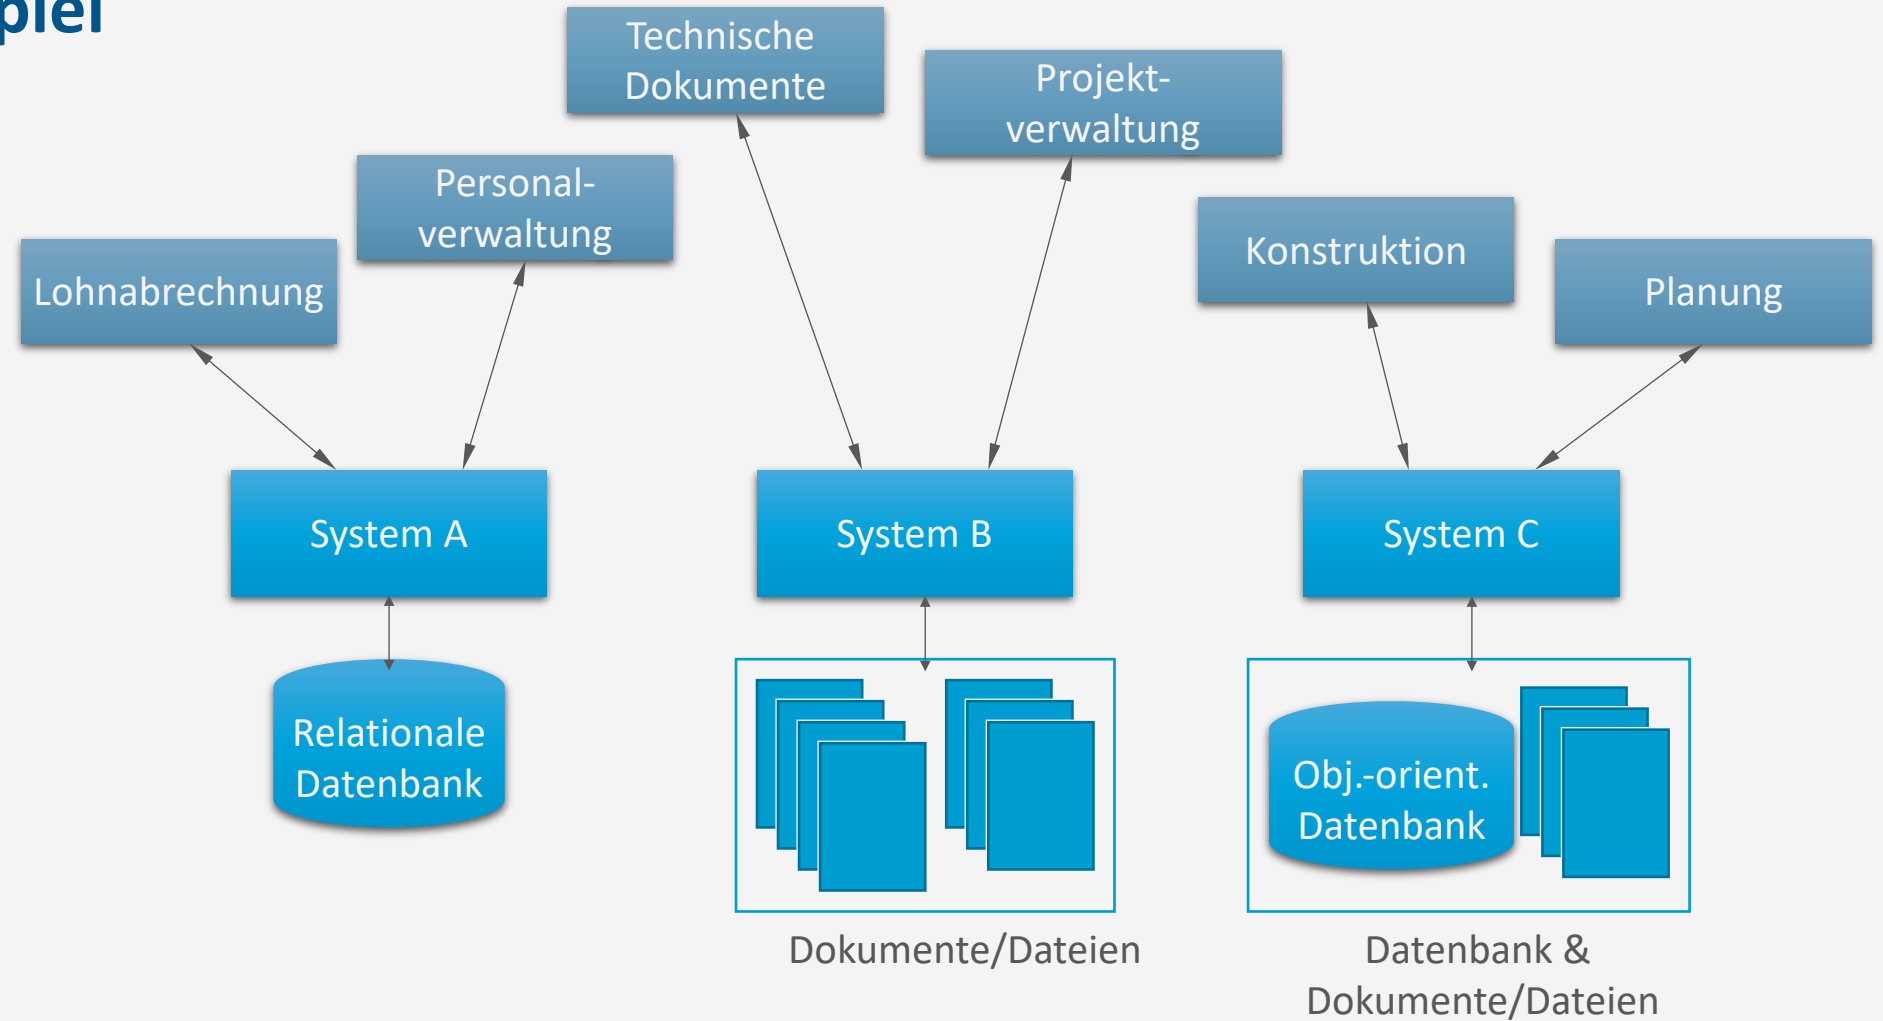 piel
Technische
Dokumente
Projekt-
verwaltung
Personal-
verwaltung
Konstruktion
Lohnabrechnung
Planung
System A
System B
System C
Relationale
Datenbank
Obj.-orient.
Datenbank
Dokumente/Dateien
Datenbank &
Dokumente/Dateien